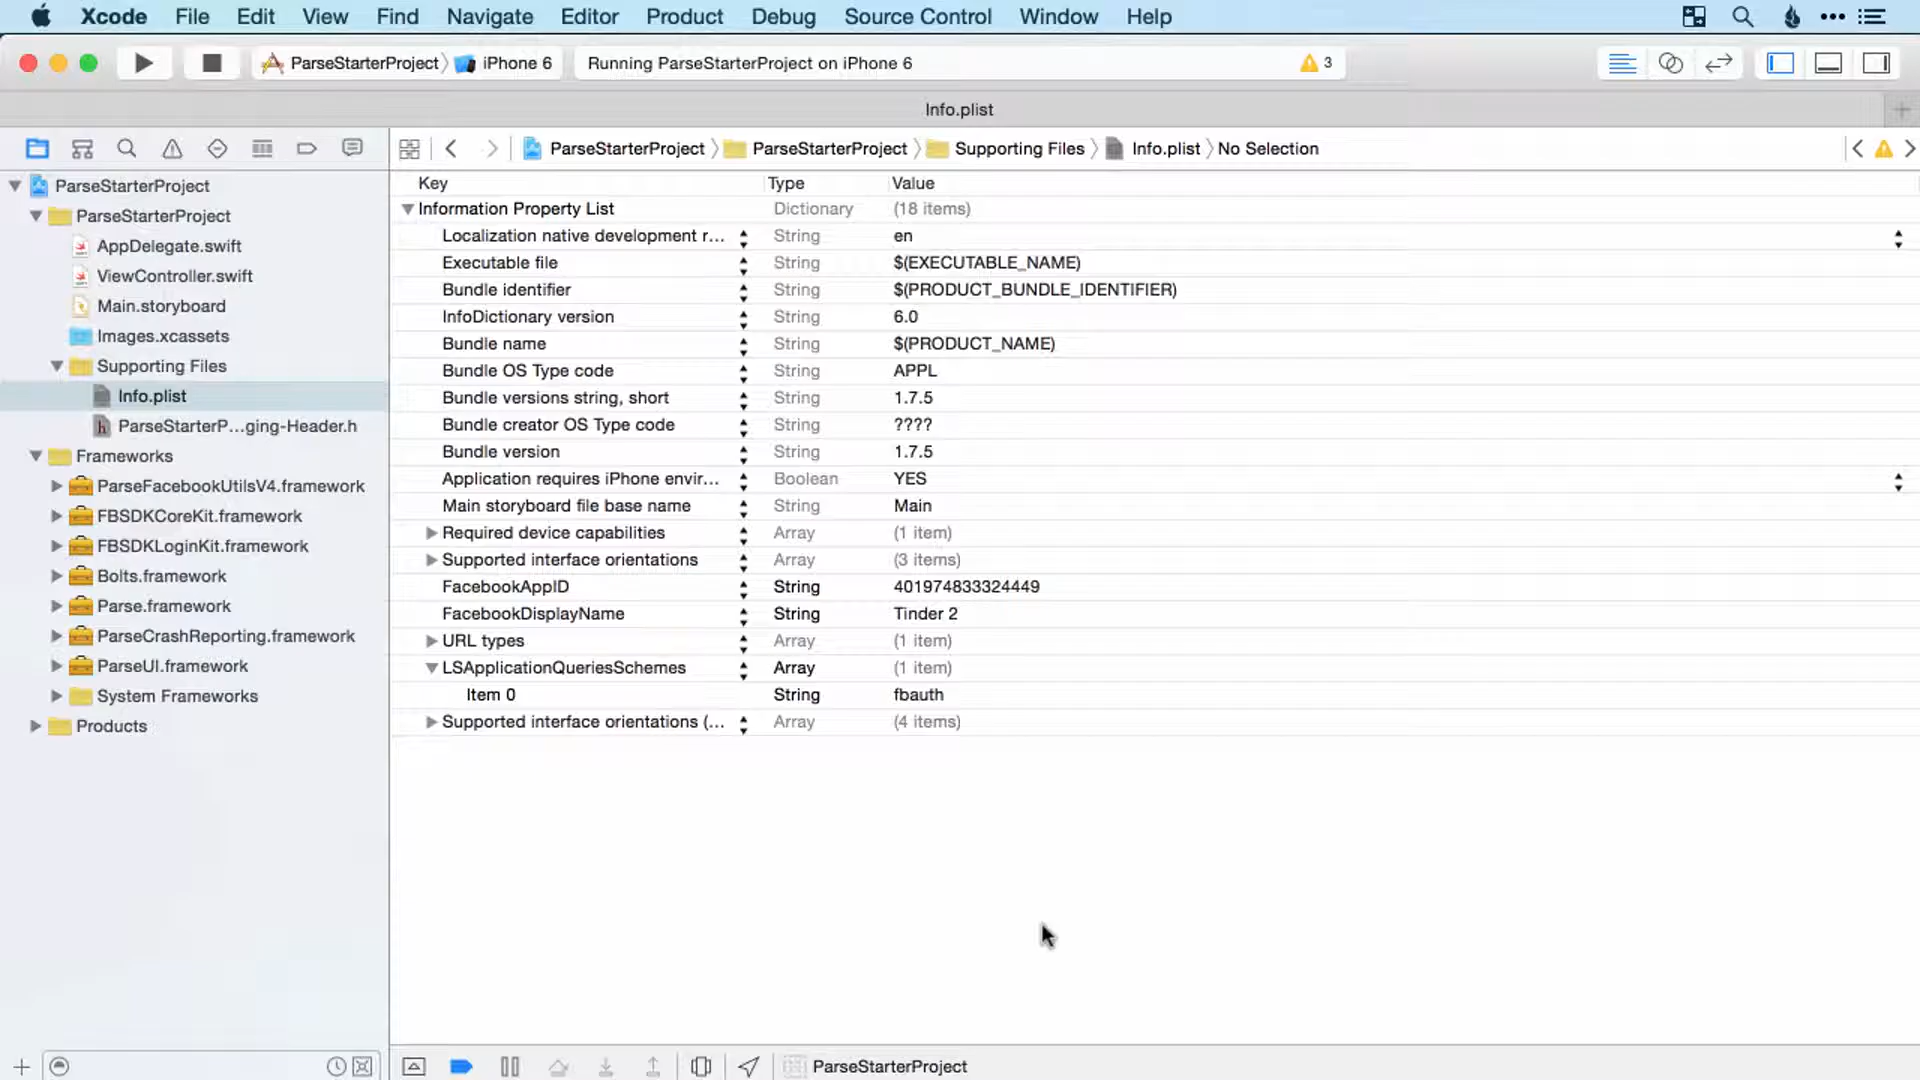 Xcode File Edit View Find Navigate Editor Product Debug Source Control Window Help
ParseStarterProject iPhone 6 Running ParseStarterProject on iPhone 6 3
Info.plist
ParseStarterProject ParseStarterProject Supporting Files Info.plist No Selection
ParseStarterProject
ParseStarterProject
AppDelegate.swift
ViewController.swift
Main.storyboard
Images.xcassets
Supporting Files
Info.plist
ParseStarterP...ging-Header.h
Frameworks
ParseFacebookUtilsV4.framework
FBSDKCoreKit.framework
FBSDKLoginKit.framework
Bolts.framework
Parse.framework
ParseCrashReporting.framework
ParseUI.framework
System Frameworks
Products
Key Type Value
Information Property List Dictionary (18 items)
Localization native development r... String en
Executable file String $(EXECUTABLE_NAME)
Bundle identifier String $(PRODUCT_BUNDLE_IDENTIFIER)
InfoDictionary version String 6.0
Bundle name String $(PRODUCT_NAME)
Bundle OS Type code String APPL
Bundle versions string, short String 1.7.5
Bundle creator OS Type code String ????
Bundle version String 1.7.5
Application requires iPhone envir... Boolean YES
Main storyboard file base name String Main
Required device capabilities Array (1 item)
Supported interface orientations Array (3 items)
FacebookAppID String 401974833324449
FacebookDisplayName String Tinder 2
URL types Array (1 item)
LSApplicationQueriesSchemes Array (1 item)
Item 0 String fbauth
Supported interface orientations (... Array (4 items)
ParseStarterProject